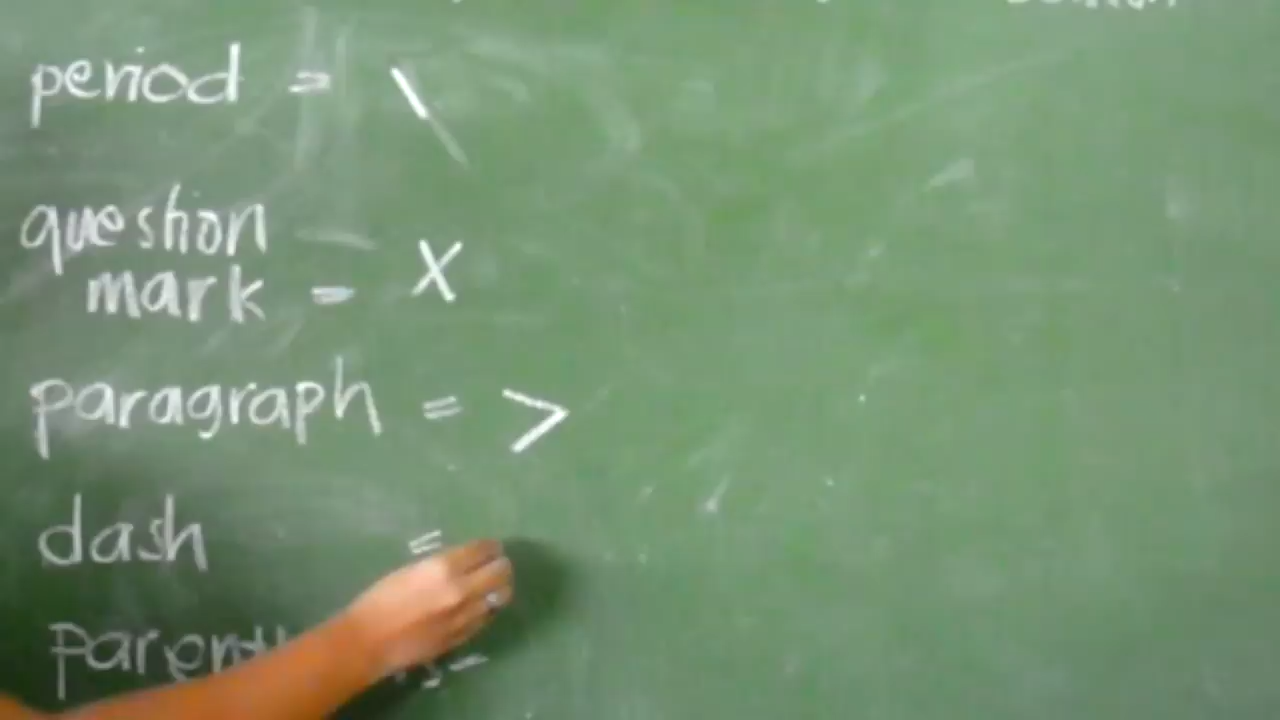 period = \
question
mark = X
paragraph = >
dash =